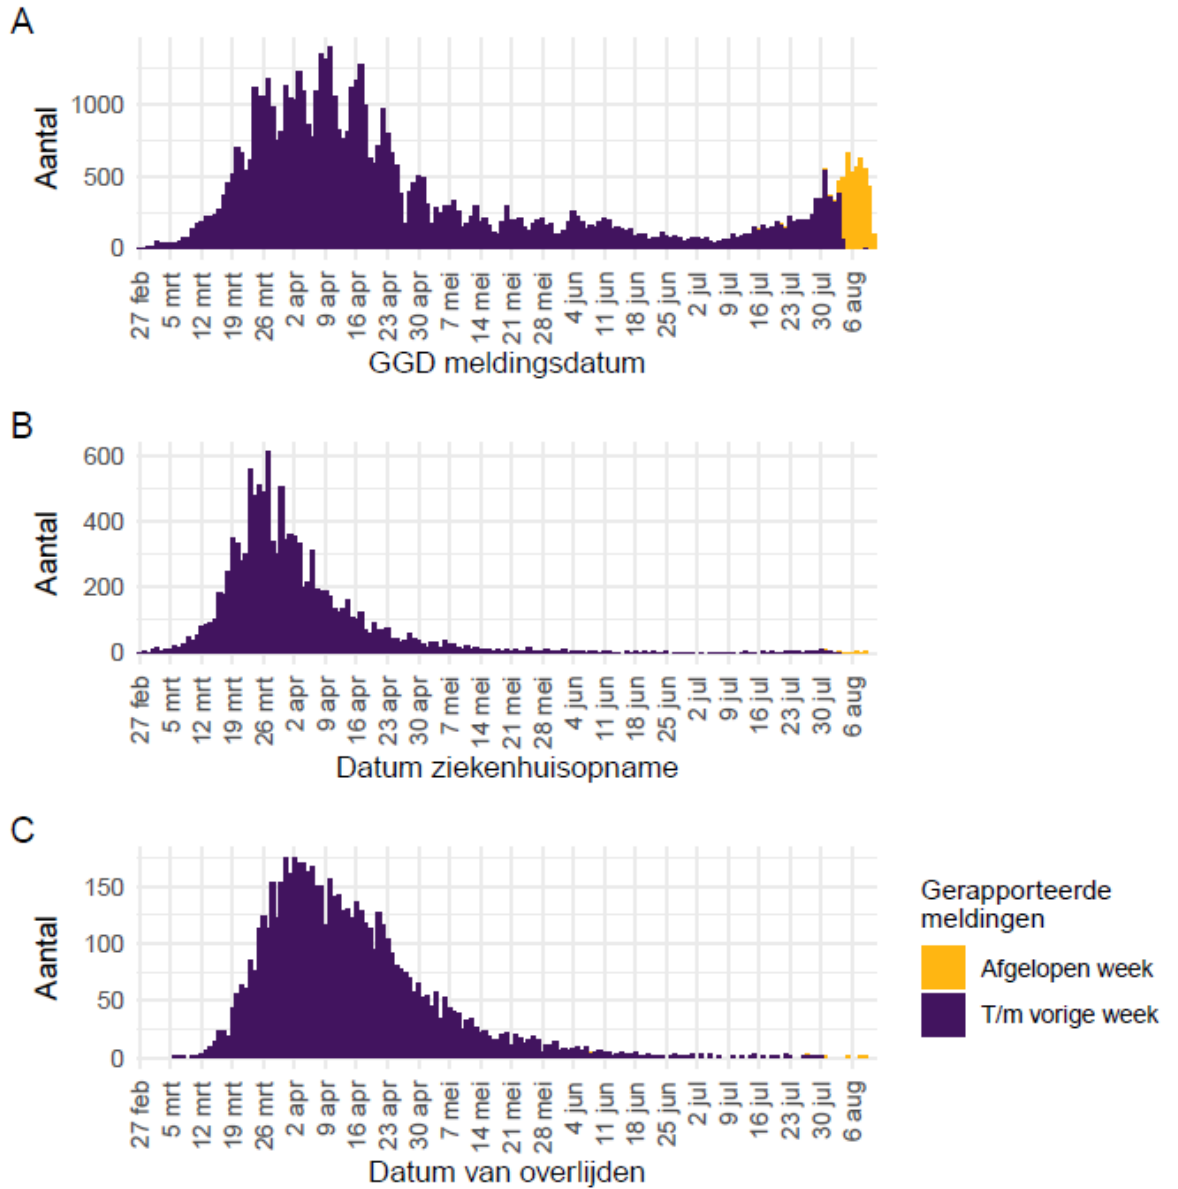 A
Aantal
1000
500
0
27 feb
5 mrt
12 mrt
19 mrt
26 mrt
2 apr
9 apr
16 apr
23 apr
30 apr
7 mei
14 mei
21 mei
28 mei
4 jun
11 jun
18 jun
25 jun
2 jul
9 jul
16 jul
23 jul
30 jul
6 aug
GGD meldingsdatum
B
Aantal
600
400
200
0
27 feb
5 mrt
12 mrt
19 mrt
26 mrt
2 apr
9 apr
16 apr
23 apr
30 apr
7 mei
14 mei
21 mei
28 mei
4 jun
11 jun
18 jun
25 jun
2 jul
9 jul
16 jul
23 jul
30 jul
6 aug
Datum ziekenhuisopname
C
Aantal
150
100
50
0
27 feb
5 mrt
12 mrt
19 mrt
26 mrt
2 apr
9 apr
16 apr
23 apr
30 apr
7 mei
14 mei
21 mei
28 mei
4 jun
11 jun
18 jun
25 jun
2 jul
9 jul
16 jul
23 jul
30 jul
6 aug
Datum van overlijden
Gerapporteerde
meldingen
Afgelopen week
T/m vorige week